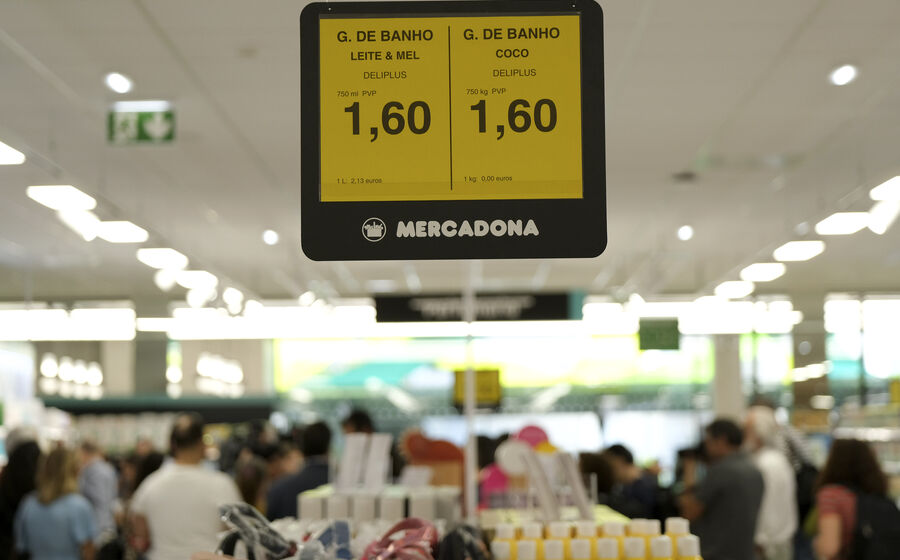 G. DE BANHO
LEITE & MEL
DELIPLUS
750 ml PVP
1,60
1 L: 2,13 euros
G. DE BANHO
COCO
DELIPLUS
750 kg PVP
1,60
1 kg: 0,00 euros
MERCADONA